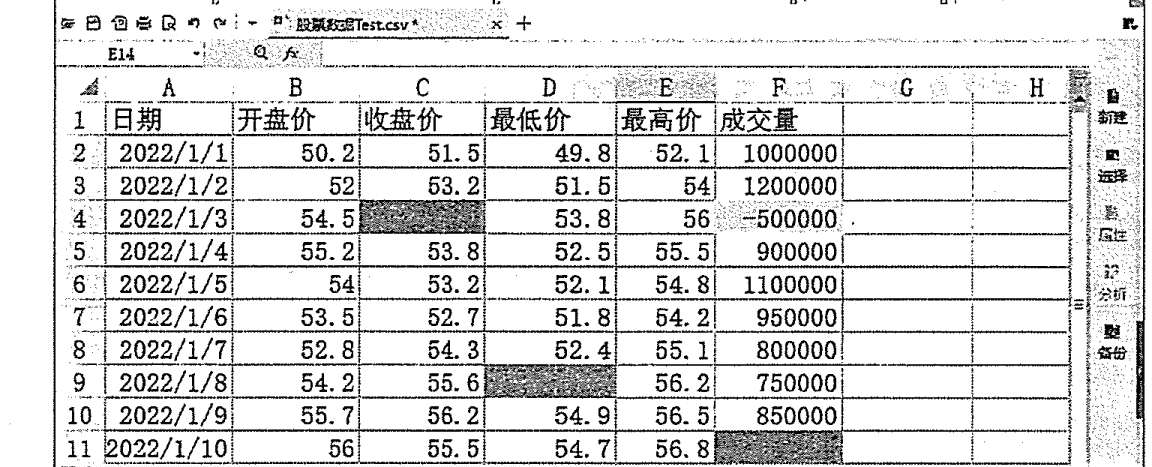 股票数据Test.csv *
× +
E14 fx
A B C D E F G H
1 日期 开盘价 收盘价 最低价 最高价 成交量
2 2022/1/1 50.2 51.5 49.8 52.1 1000000
3 2022/1/2 52 53.2 51.5 54 1200000
4 2022/1/3 54.5 53.8 56 -500000
5 2022/1/4 55.2 53.8 52.5 55.5 900000
6 2022/1/5 54 53.2 52.1 54.8 1100000
7 2022/1/6 53.5 52.7 51.8 54.2 950000
8 2022/1/7 52.8 54.3 52.4 55.1 800000
9 2022/1/8 54.2 55.6 56.2 750000
10 2022/1/9 55.7 56.2 54.9 56.5 850000
11 2022/1/10 56 55.5 54.7 56.8
新建
选择
属性
分析
备份